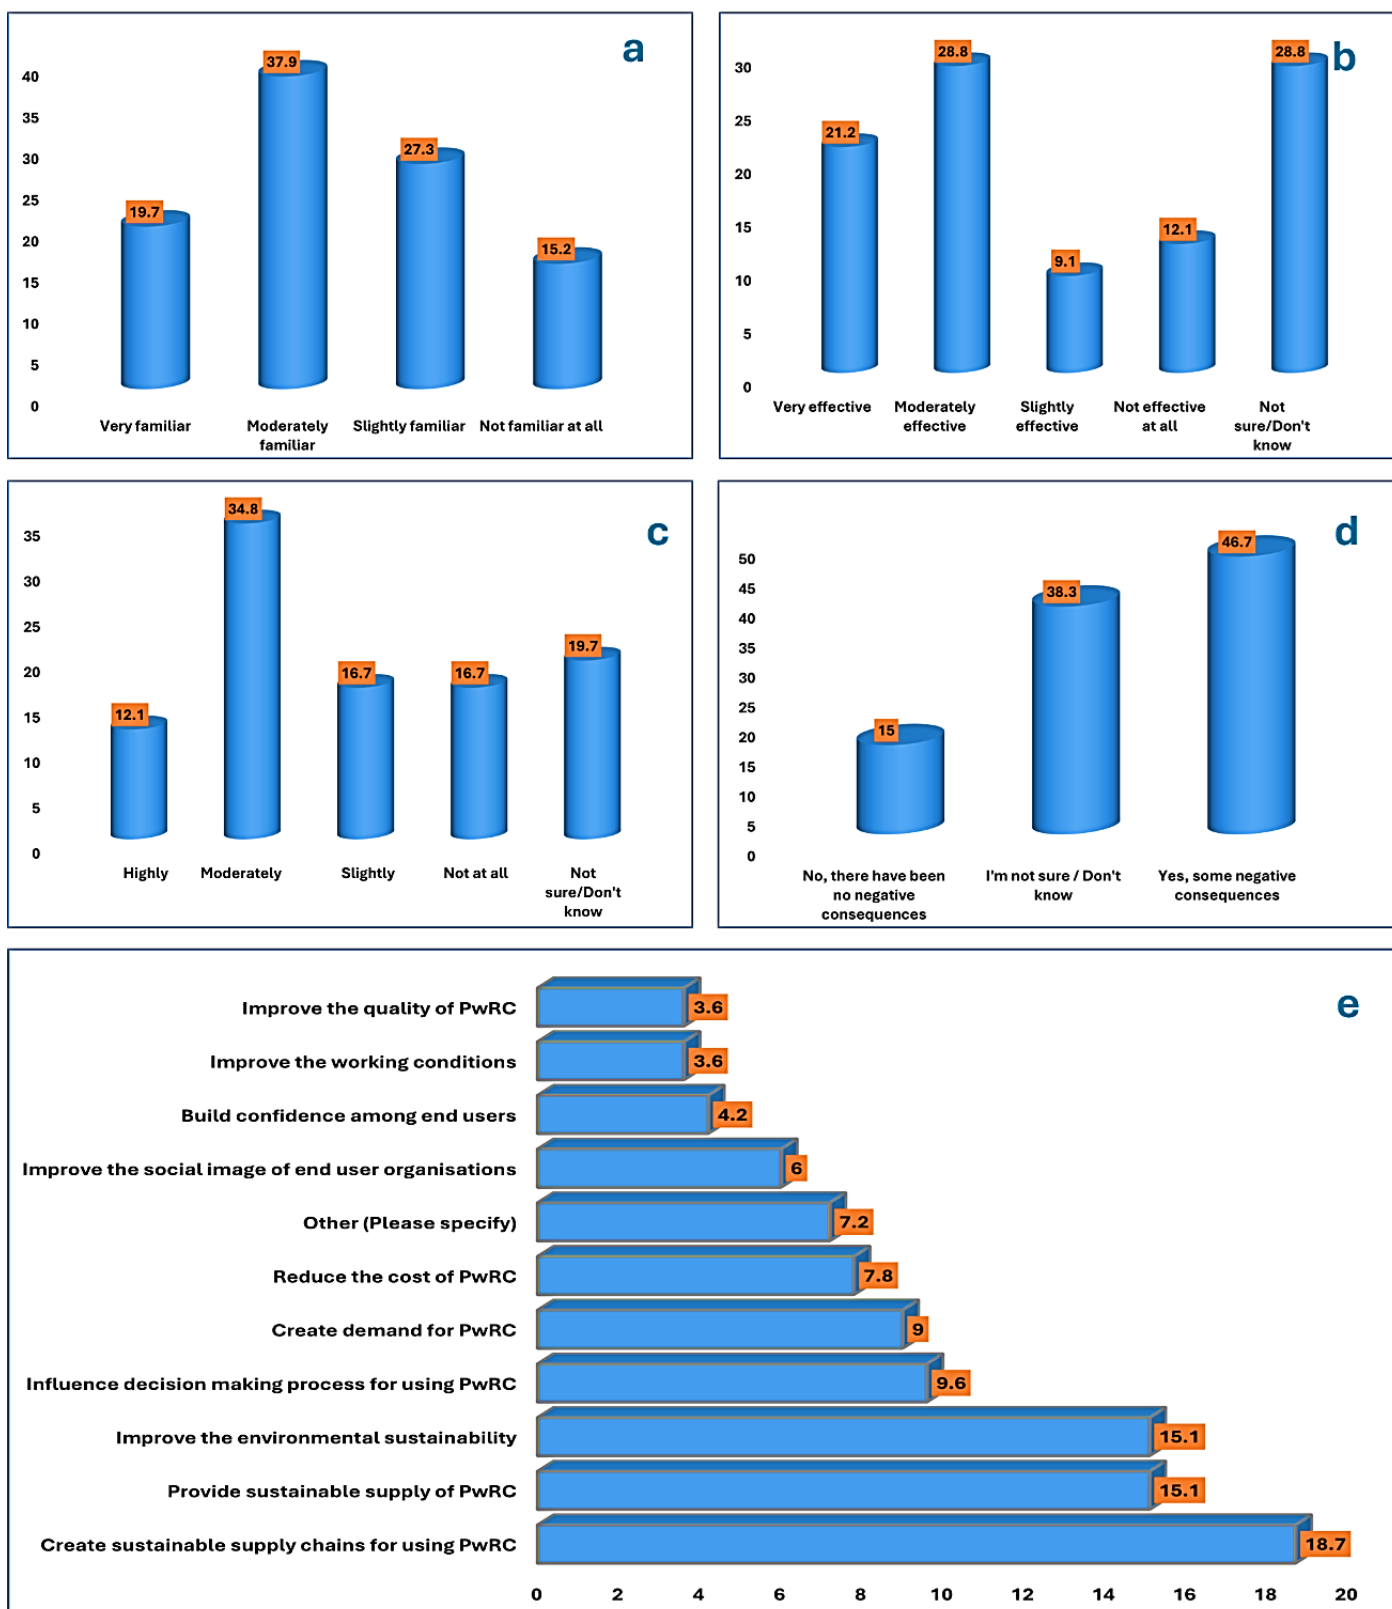 a
40
35
30
25
20
15
10
5
0
19.7
37.9
27.3
15.2
Very familiar
Moderately
familiar
Slightly familiar
Not familiar at all
b
30
25
20
15
10
5
0
21.2
28.8
9.1
12.1
28.8
Very effective
Moderately
effective
Slightly
effective
Not effective
at all
Not
sure/Don't
know
c
35
30
25
20
15
10
5
0
12.1
34.8
16.7
16.7
19.7
Highly
Moderately
Slightly
Not at all
Not
sure/Don't
know
d
50
45
40
35
30
25
20
15
10
5
0
15
38.3
46.7
No, there have been
no negative
consequences
I'm not sure / Don't
know
Yes, some negative
consequences
e
Improve the quality of PwRC 3.6
Improve the working conditions 3.6
Build confidence among end users 4.2
Improve the social image of end user organisations 6
Other (Please specify) 7.2
Reduce the cost of PwRC 7.8
Create demand for PwRC 9
Influence decision making process for using PwRC 9.6
Improve the environmental sustainability 15.1
Provide sustainable supply of PwRC 15.1
Create sustainable supply chains for using PwRC 18.7
0 2 4 6 8 10 12 14 16 18 20